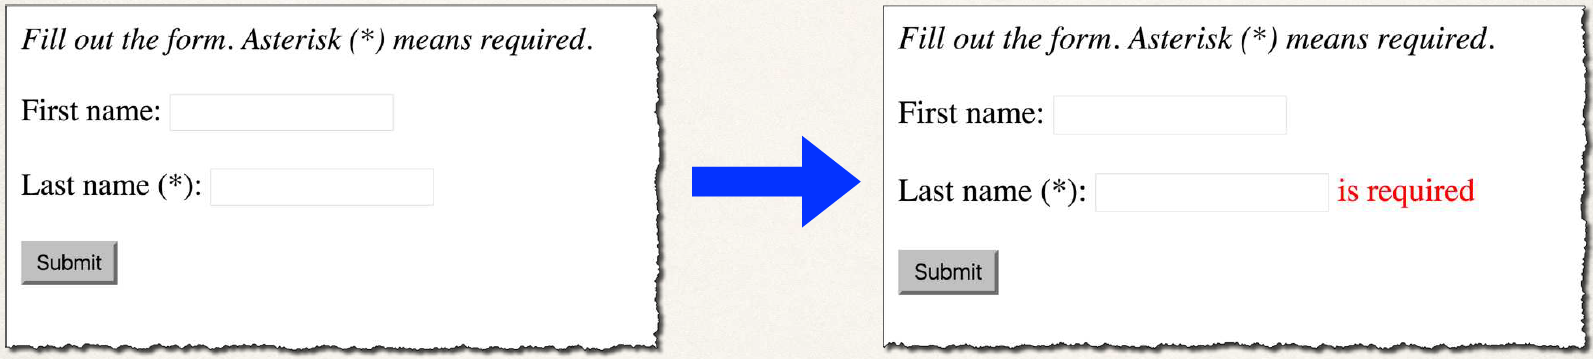 Fill out the form. Asterisk (*) means required.
First name:
Last name (*):
Submit
Fill out the form. Asterisk (*) means required.
First name:
Last name (*): is required
Submit